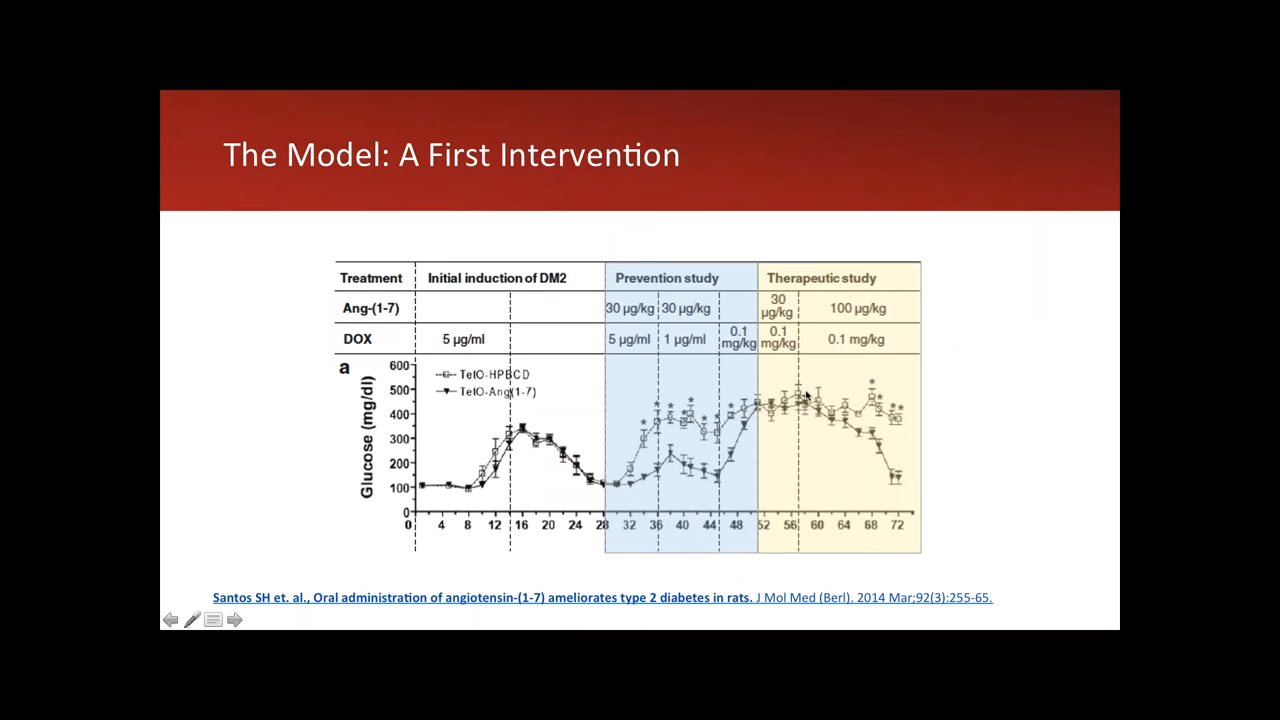 The Model: A First Intervention
Treatment Initial induction of DM2 Prevention study Therapeutic study
Ang-(1-7) 30 µg/kg 30 µg/kg 30 µg/kg 100 µg/kg
DOX 5 µg/ml 5 µg/ml 1 µg/ml 0.1 mg/kg 0.1 mg/kg 0.1 mg/kg
a
TetO-HPBCD
TetO-Ang(1-7)
Glucose (mg/dl)
600
500
400
300
200
100
0
0 4 8 12 16 20 24 28 32 36 40 44 48 52 56 60 64 68 72
Santos SH et. al., Oral administration of angiotensin-(1-7) ameliorates type 2 diabetes in rats. J Mol Med (Berl). 2014 Mar;92(3):255-65.